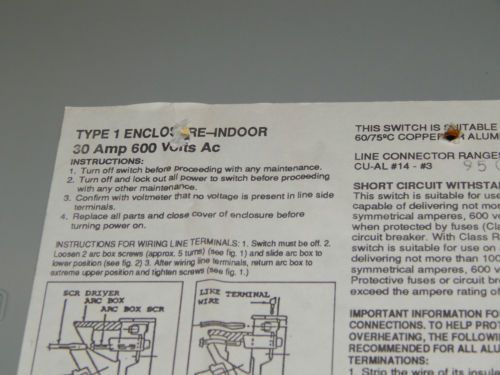 TYPE 1 ENCLOSURE-INDOOR
30 Amp 600 Volts Ac
INSTRUCTIONS:
1. Turn off switch before proceeding with any maintenance.
2. Turn off and lock out all power to switch before proceeding
with any other maintenance.
3. Confirm with voltmeter that no voltage is present in line side
terminals.
4. Replace all parts and close cover of enclosure before
turning power on.
INSTRUCTIONS FOR WIRING LINE TERMINALS: 1. Switch must be off. 2.
Loosen 2 arc box screws (approx. 5 turns) (see fig. 1) and slide arc box to
lower position (see fig. 2) 3. After wiring line terminals, return arc box to
extreme upper position and tighten screws (see fig. 1.)
SCR DRIVER
ARC BOX
ARC BOX SCR
LINE TERMINAL
WIRE
THIS SWITCH IS SUITABLE
60/75ºC COPPER OR ALUM
LINE CONNECTOR RANGE
CU-AL #14 - #3
950
SHORT CIRCUIT WITHSTA
This switch is suitable for use
capable of delivering not mor
symmetrical amperes, 600 v
when protected by fuses (Cla
circuit breaker. With Class R
switch is suitable for use on
delivering not more than 100
symmetrical amperes, 600 v
Protective fuses or circuit bre
exceed the ampere rating of
IMPORTANT INFORMATION FO
CONNECTIONS. TO HELP PRO
OVERHEATING, THE FOLLOWI
RECOMMENDED FOR ALL ALU
TERMINATIONS:
1. Strip the wire of its insula